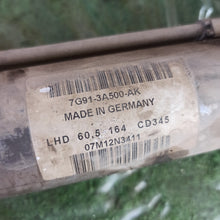 7G91-3A500-AK
MADE IN GERMANY
LHD 60,5 164 CD345
07M12N3411